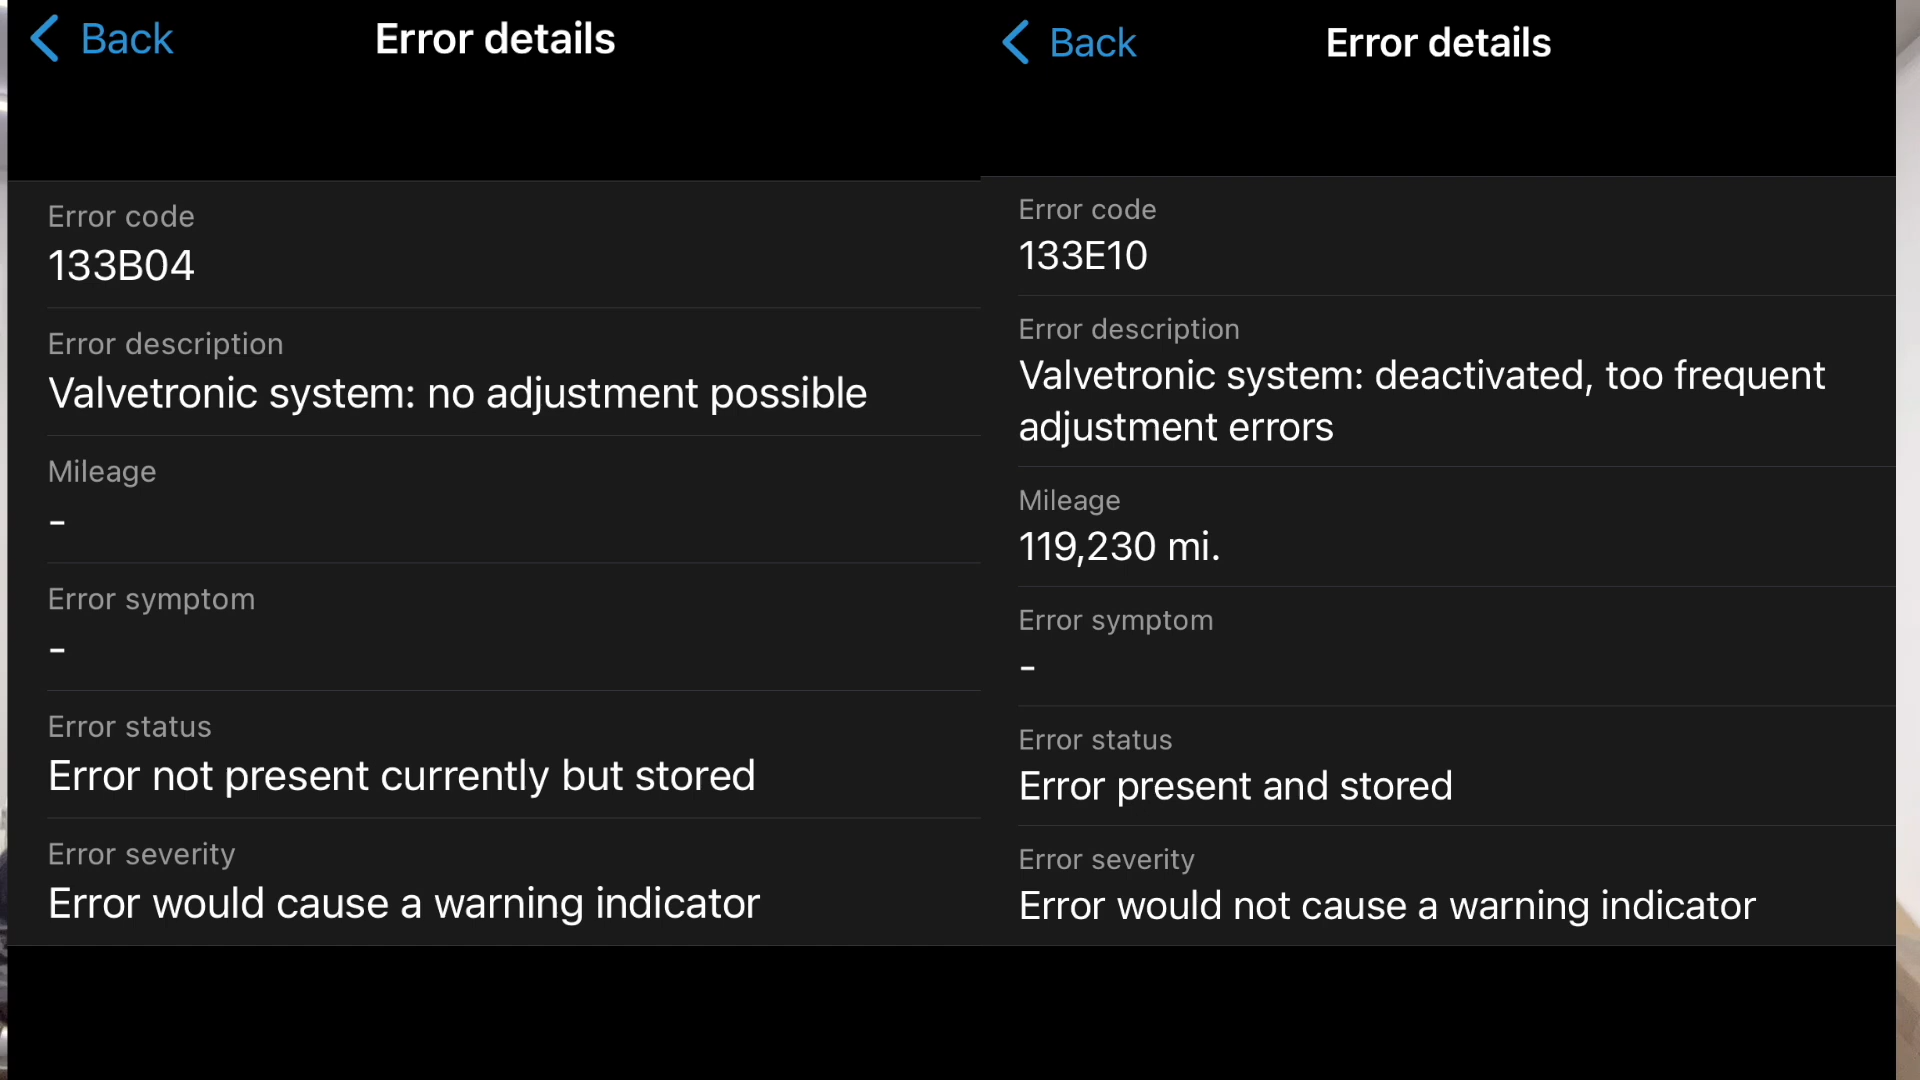 Back
Error details
Error code
133B04
Error description
Valvetronic system: no adjustment possible
Mileage
-
Error symptom
-
Error status
Error not present currently but stored
Error severity
Error would cause a warning indicator
Back
Error details
Error code
133E10
Error description
Valvetronic system: deactivated, too frequent
adjustment errors
Mileage
119,230 mi.
Error symptom
-
Error status
Error present and stored
Error severity
Error would not cause a warning indicator